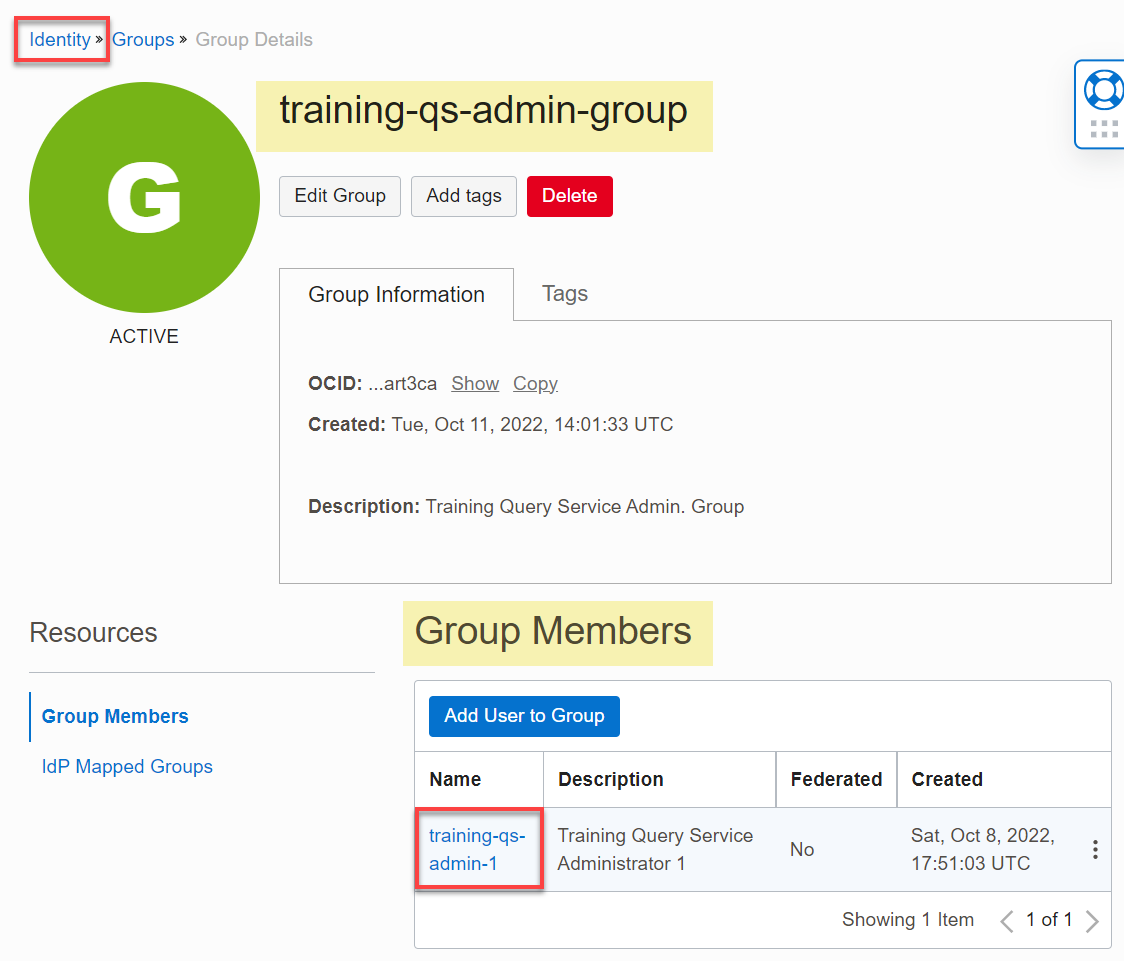 Identity » Groups » Group Details
training-qs-admin-group
G
Edit Group Add tags Delete
ACTIVE
Group Information Tags
OCID: ...art3ca Show Copy
Created: Tue, Oct 11, 2022, 14:01:33 UTC
Description: Training Query Service Admin. Group
Resources
Group Members
IdP Mapped Groups
Group Members
Add User to Group
Name Description Federated Created
training-qs- Training Query Service Sat, Oct 8, 2022,
No
admin-1 Administrator 1 17:51:03 UTC
Showing 1 Item 1 of 1